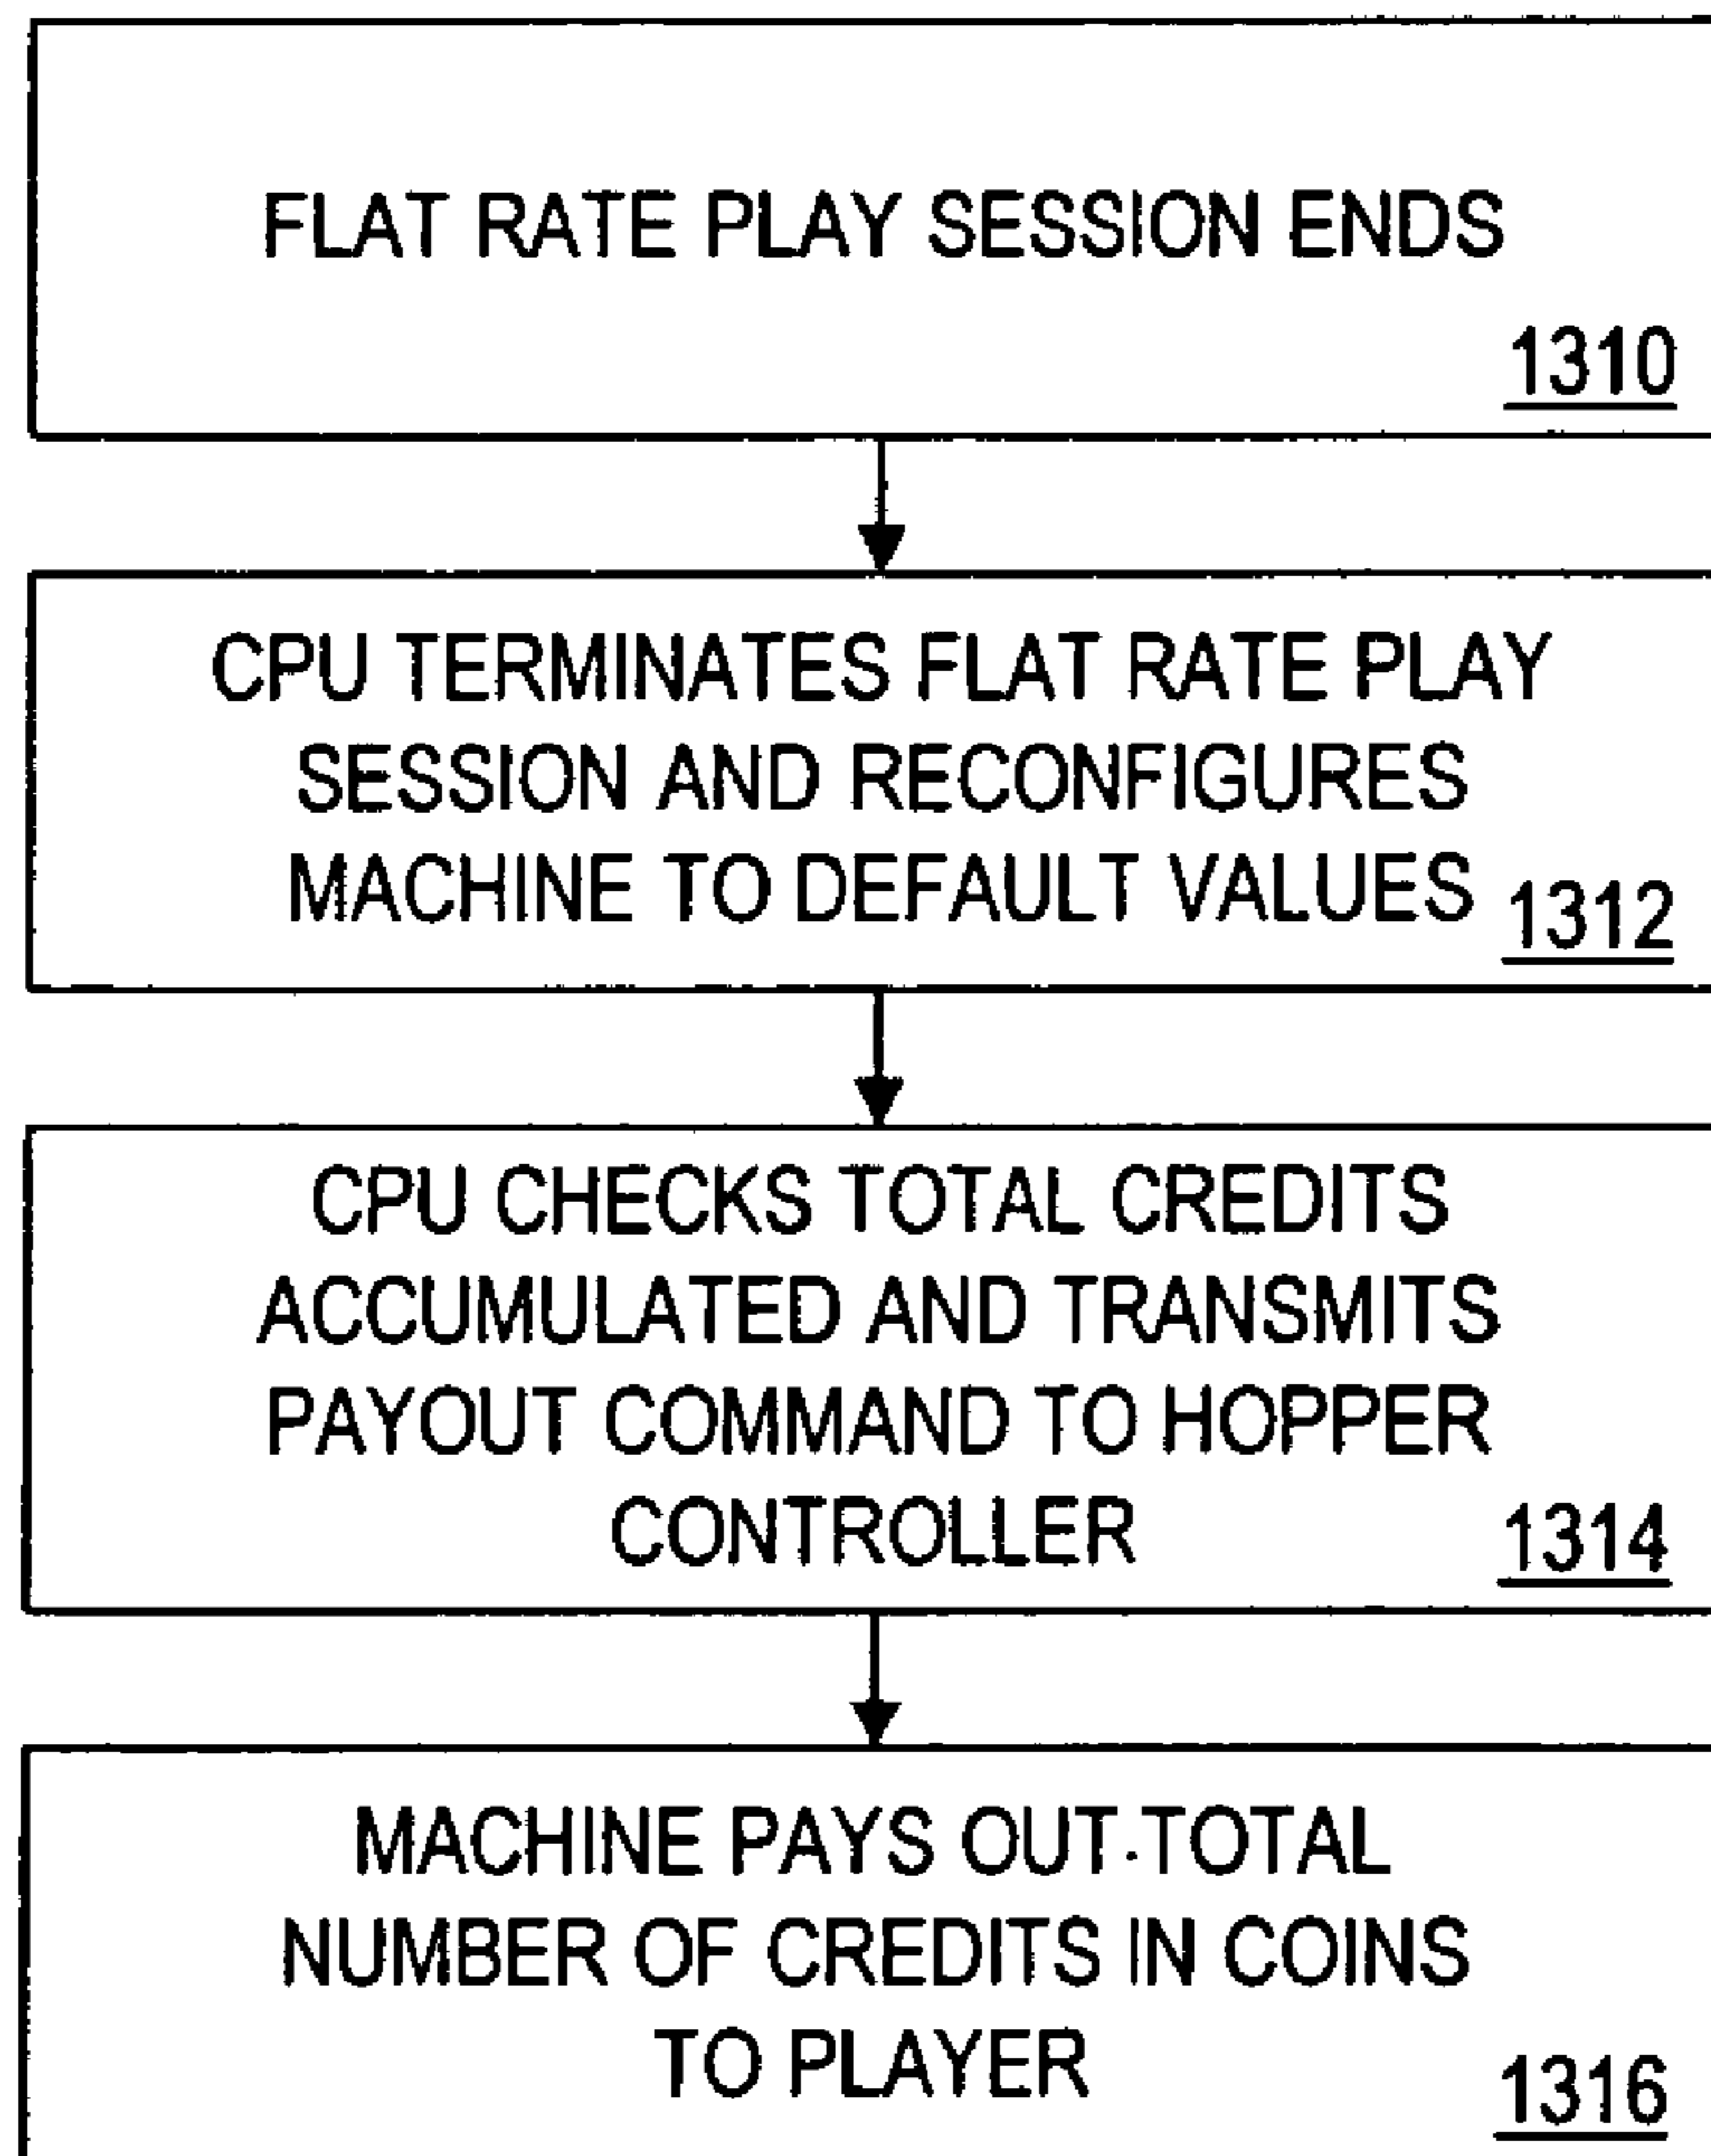 FLAT RATE PLAY SESSION ENDS
1310
CPU TERMINATES FLAT RATE PLAY
SESSION AND RECONFIGURES
MACHINE TO DEFAULT VALUES
1312
CPU CHECKS TOTAL CREDITS
ACCUMULATED AND TRANSMITS
PAYOUT COMMAND TO HOPPER
CONTROLLER
1314
MACHINE PAYS OUT TOTAL
NUMBER OF CREDITS IN COINS
TO PLAYER
1316